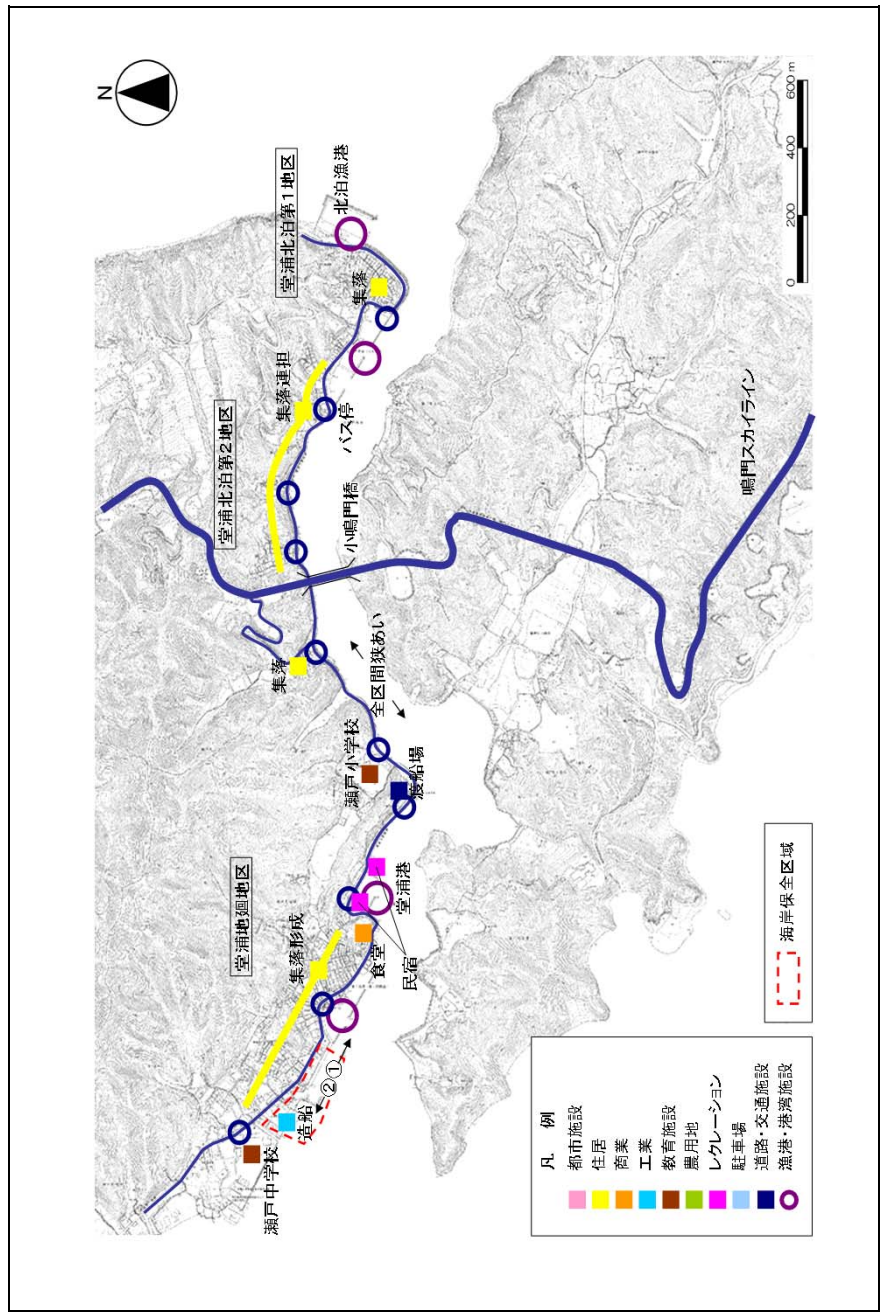 N
堂浦北泊第1地区
北泊漁港
集落
堂浦北泊第2地区
集落連担
バス停
小鳴門橋
鳴門スカイライン
集落
全区間狭あい
瀬戸小学校
渡船場
堂浦地廻地区
集落形成
堂浦港
食堂
民宿
①
②
造船
瀬戸中学校
0 200 400 600 m
海岸保全区域
凡 例
都市施設
住居
商業
工業
教育施設
農用地
レクレーション
駐車場
道路・交通施設
漁港・港湾施設